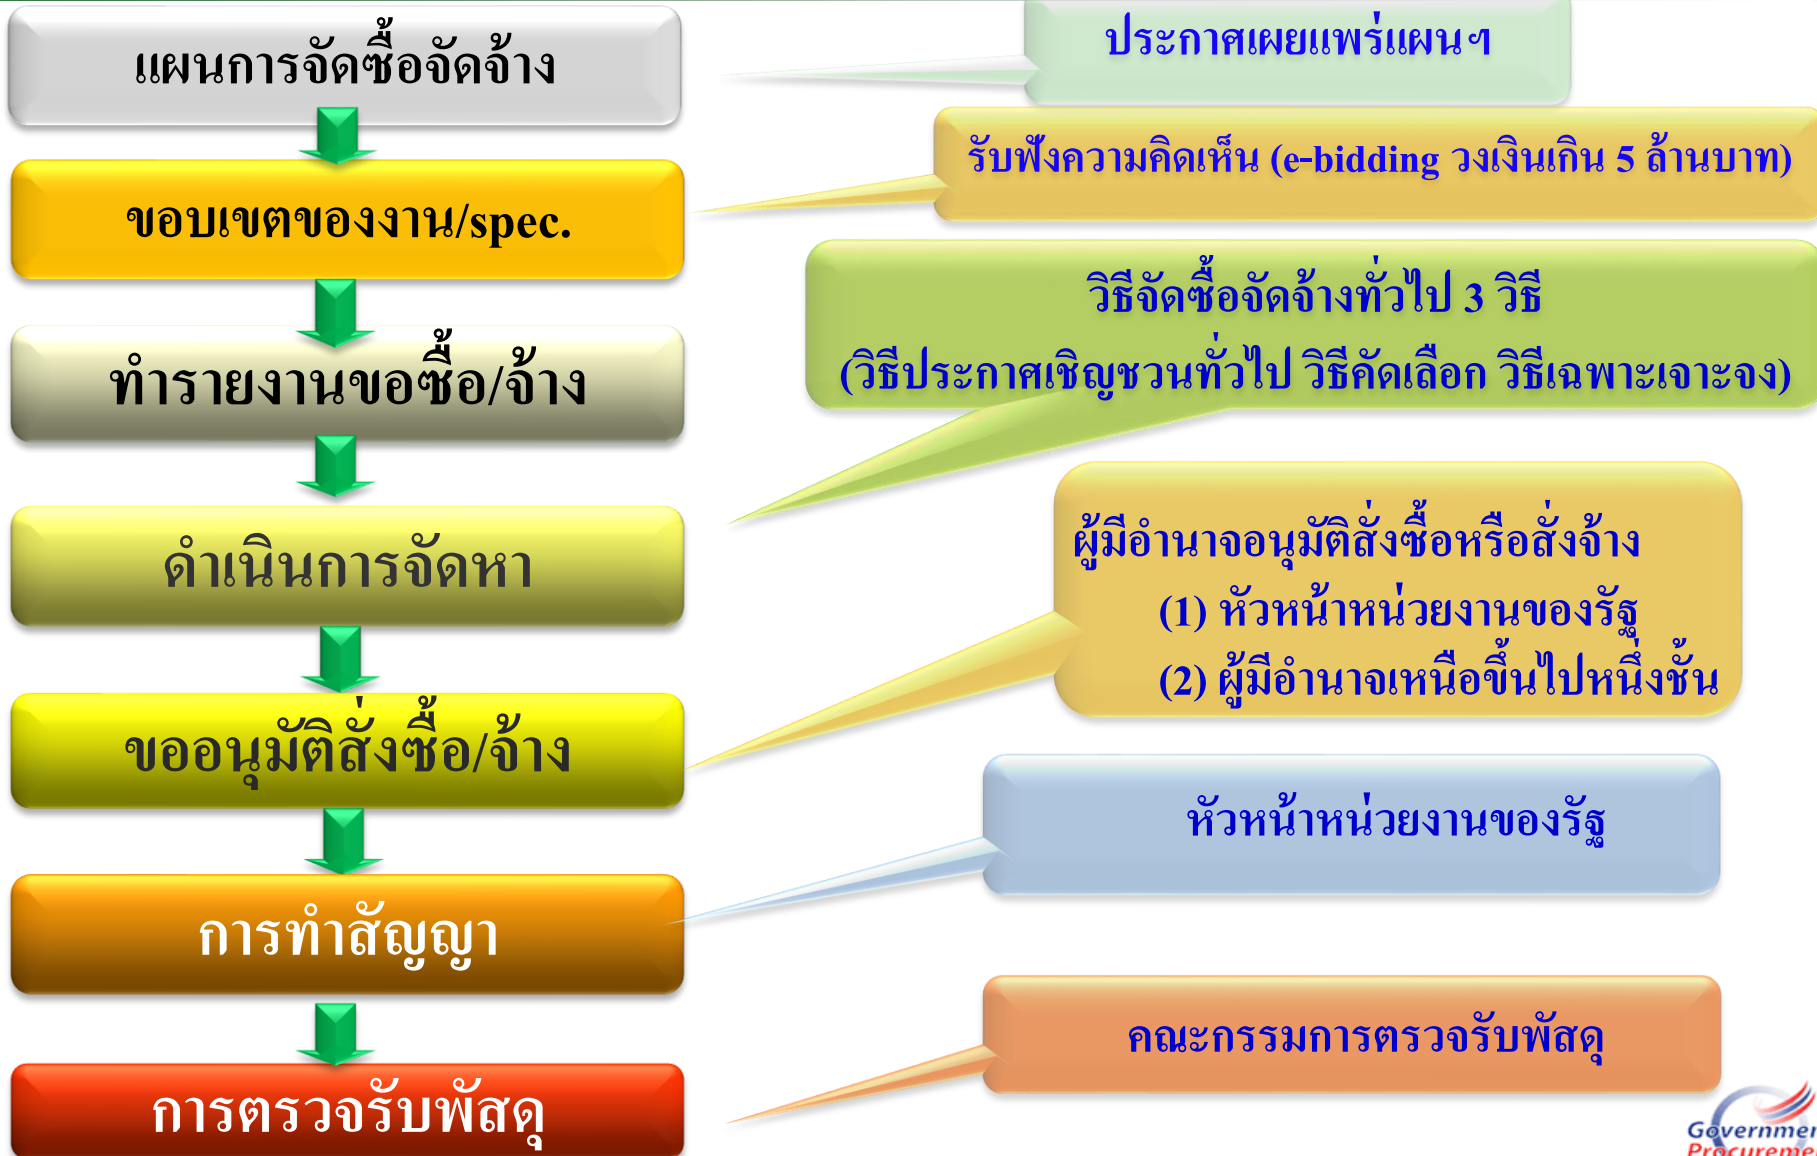 แผนการจัดซื้อจัดจ้าง
ประกาศเผยแพร่แผนฯ
รับฟังความคิดเห็น (e-bidding วงเงินเกิน 5 ล้านบาท)
ขอบเขตของงาน/spec.
วิธีจัดซื้อจัดจ้างทั่วไป 3 วิธี
(วิธีประกาศเชิญชวนทั่วไป วิธีคัดเลือก วิธีเฉพาะเจาะจง)
ทำรายงานขอซื้อ/จ้าง
ดำเนินการจัดหา
ผู้มีอำนาจอนุมัติสั่งซื้อหรือสั่งจ้าง
(1) หัวหน้าหน่วยงานของรัฐ
(2) ผู้มีอำนาจเหนือขึ้นไปหนึ่งชั้น
ขออนุมัติสั่งซื้อ/จ้าง
หัวหน้าหน่วยงานของรัฐ
การทำสัญญา
คณะกรรมการตรวจรับพัสดุ
การตรวจรับพัสดุ